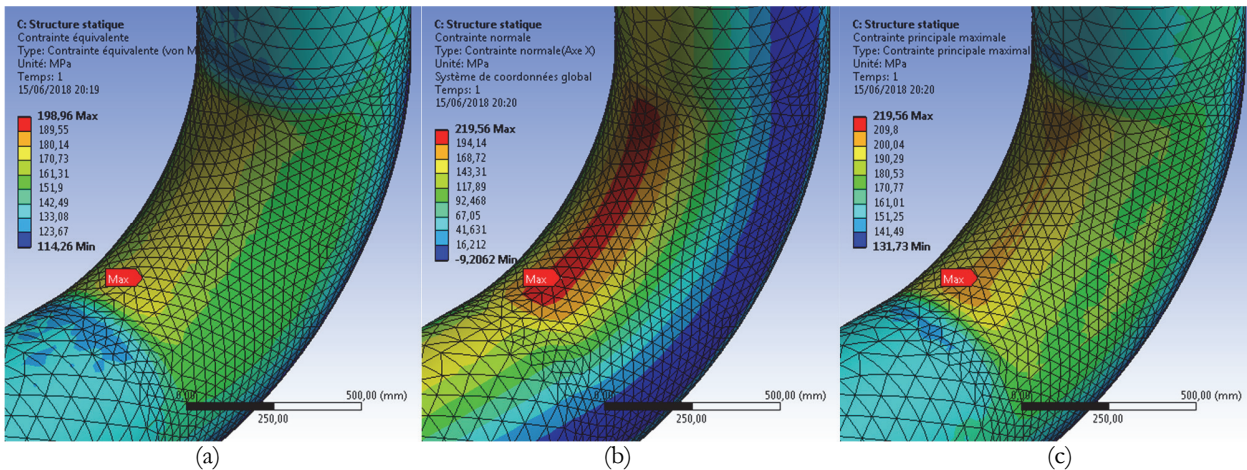 C: Structure statique
Contrainte équivalente
Type: Contrainte équivalente (von M
Unité: MPa
Temps: 1
15/06/2018 20:19
198,96 Max
189,55
180,14
170,73
161,31
151,9
142,49
133,08
123,67
114,26 Min
Max
0,00
500,00 (mm)
250,00
(a)
C: Structure statique
Contrainte normale
Type: Contrainte normale(Axe X)
Unité: MPa
Système de coordonnées global
Temps: 1
15/06/2018 20:20
219,56 Max
194,14
168,72
143,31
117,89
92,468
67,05
41,631
16,212
-9,2062 Min
Max
0,00
500,00 (mm)
250,00
(b)
C: Structure statique
Contrainte principale maximale
Type: Contrainte principale maximal
Unité: MPa
Temps: 1
15/06/2018 20:20
219,56 Max
209,8
200,04
190,29
180,53
170,77
161,01
151,25
141,49
131,73 Min
Max
0,00
500,00 (mm)
250,00
(c)